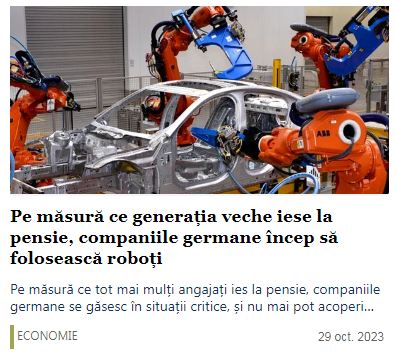 ABB
Pe măsură ce generația veche iese la
pensie, companiile germane încep să
folosească roboți
Pe măsură ce tot mai mulți angajați ies la pensie, companiile
germane se găsesc în situații critice, și nu mai pot acoperi...
ECONOMIE
29 oct. 2023